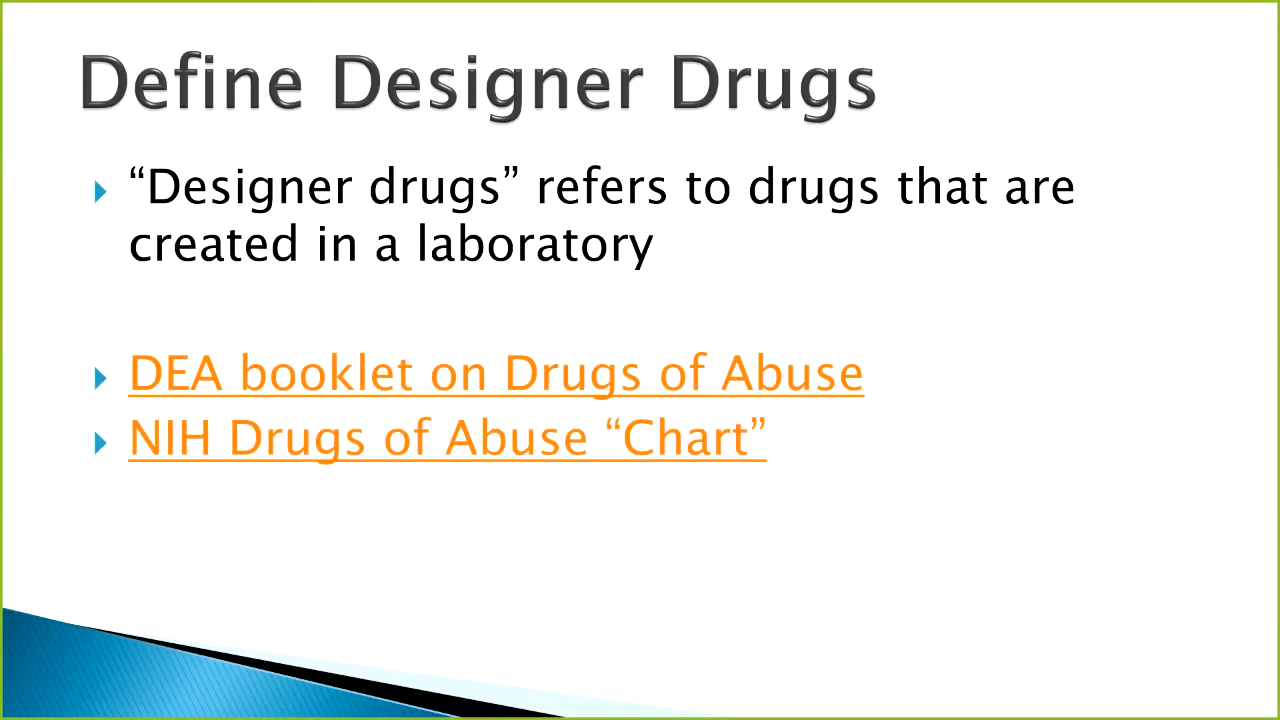 Define Designer Drugs
“Designer drugs” refers to drugs that are
created in a laboratory
DEA booklet on Drugs of Abuse
NIH Drugs of Abuse “Chart”